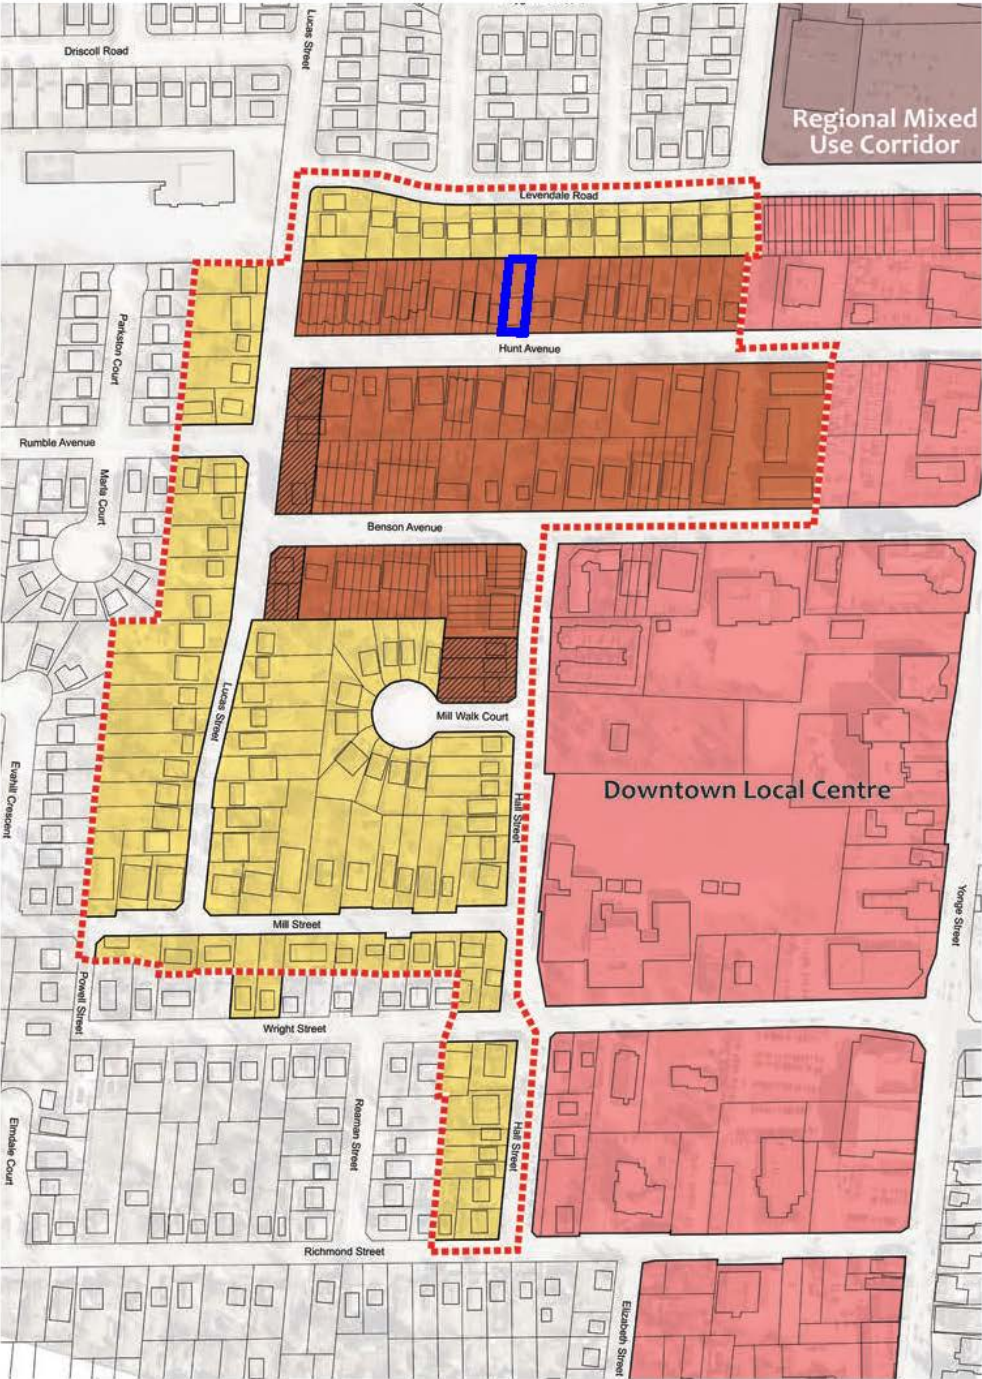 Driscoll Road
Lucas Street
Regional Mixed
Use Corridor
Levendale Road
Parkston Court
Hunt Avenue
Rumble Avenue
Marla Court
Benson Avenue
Lucas Street
Mill Walk Court
Evahill Crescent
Downtown Local Centre
Hall Street
Yonge Street
Mill Street
Powell Street
Wright Street
Reaman Street
Elmdale Court
Hall Street
Richmond Street
Elizabeth Street